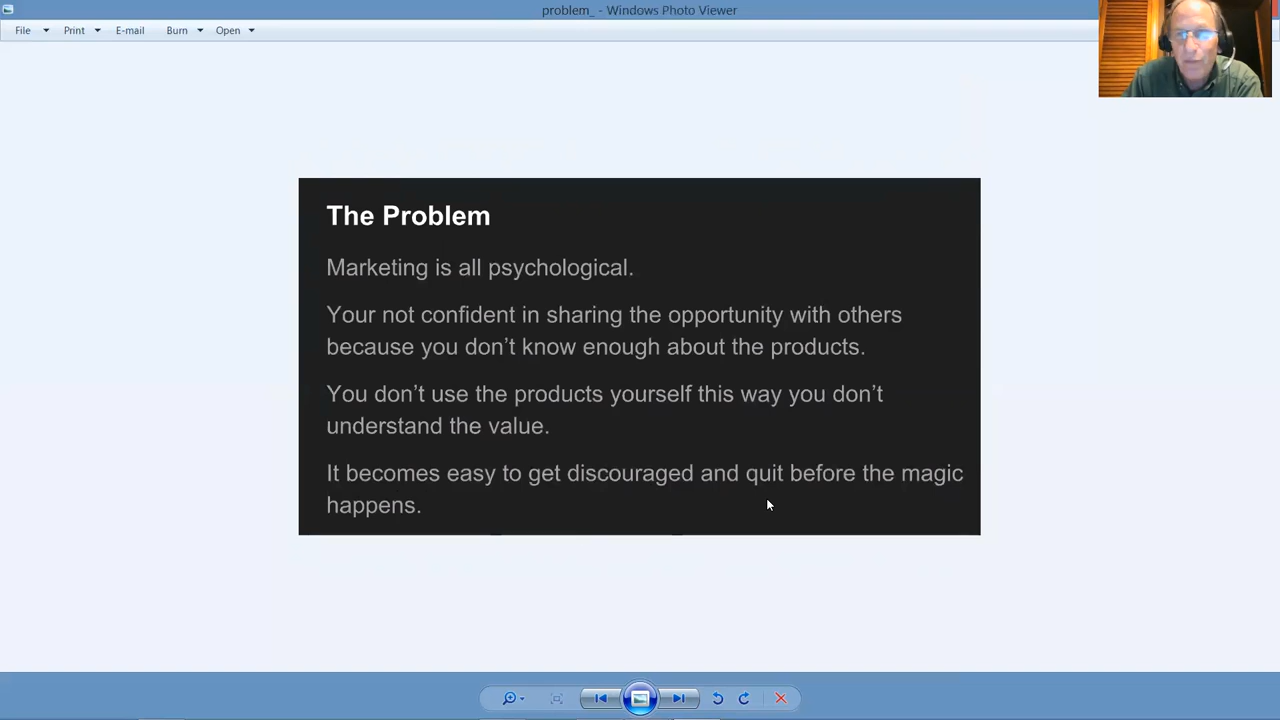 problem_ - Windows Photo Viewer
File Print E-mail Burn Open
The Problem
Marketing is all psychological.
Your not confident in sharing the opportunity with others
because you don’t know enough about the products.
You don’t use the products yourself this way you don’t
understand the value.
It becomes easy to get discouraged and quit before the magic
happens.